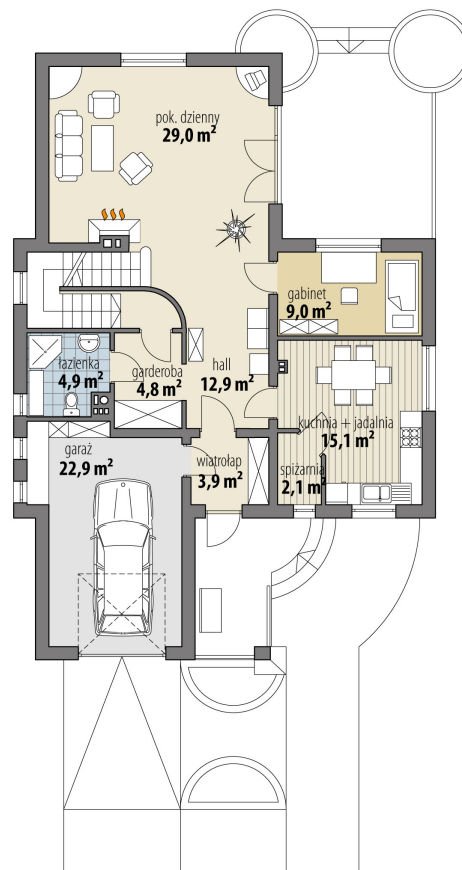 pok. dzienny
29,0 m²
gabinet
9,0 m²
łazienka
4,9 m²
garderoba
4,8 m²
hall
12,9 m²
kuchnia + jadalnia
15,1 m²
garaż
22,9 m²
wiatrołap
3,9 m²
spiżarnia
2,1 m²